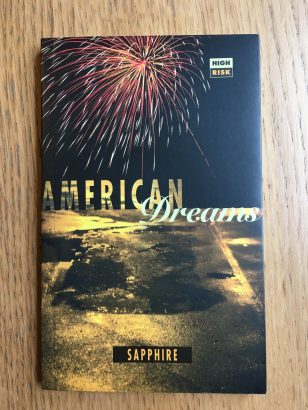 HIGH
RISK
AMERICAN
Dreams
SAPPHIRE